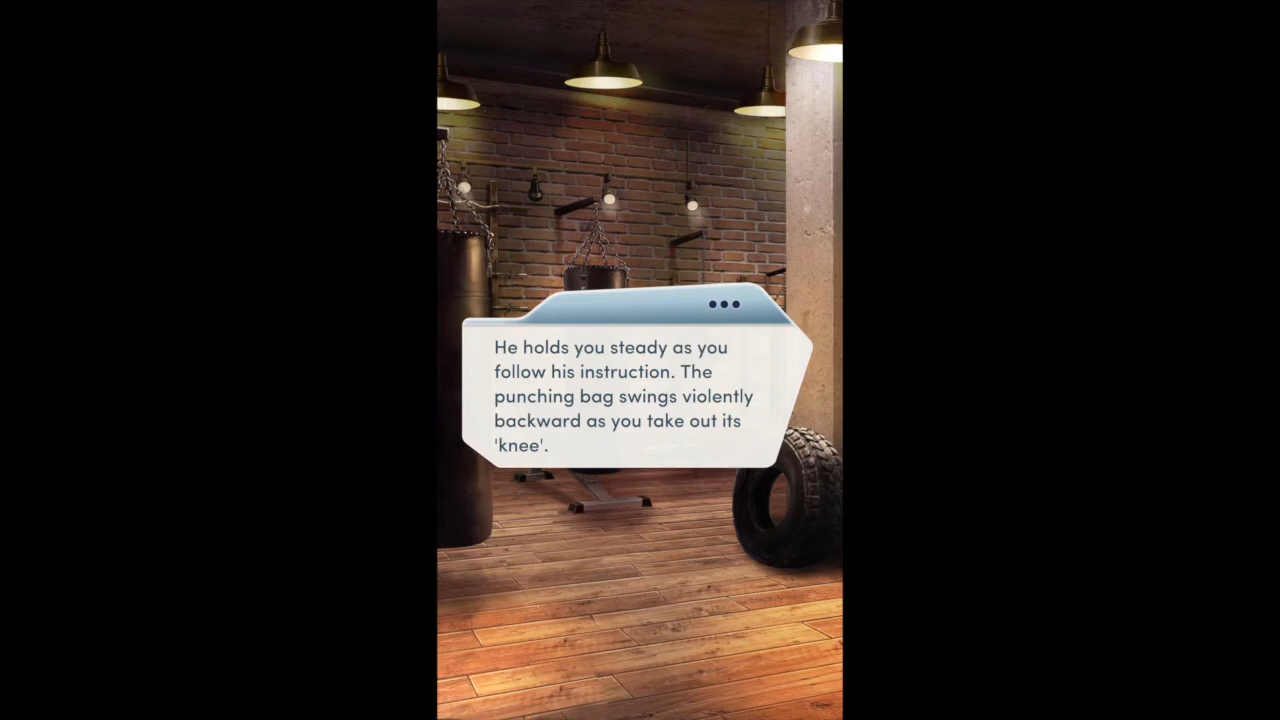 He holds you steady as you
follow his instruction. The
punching bag swings violently
backward as you take out its
'knee'.